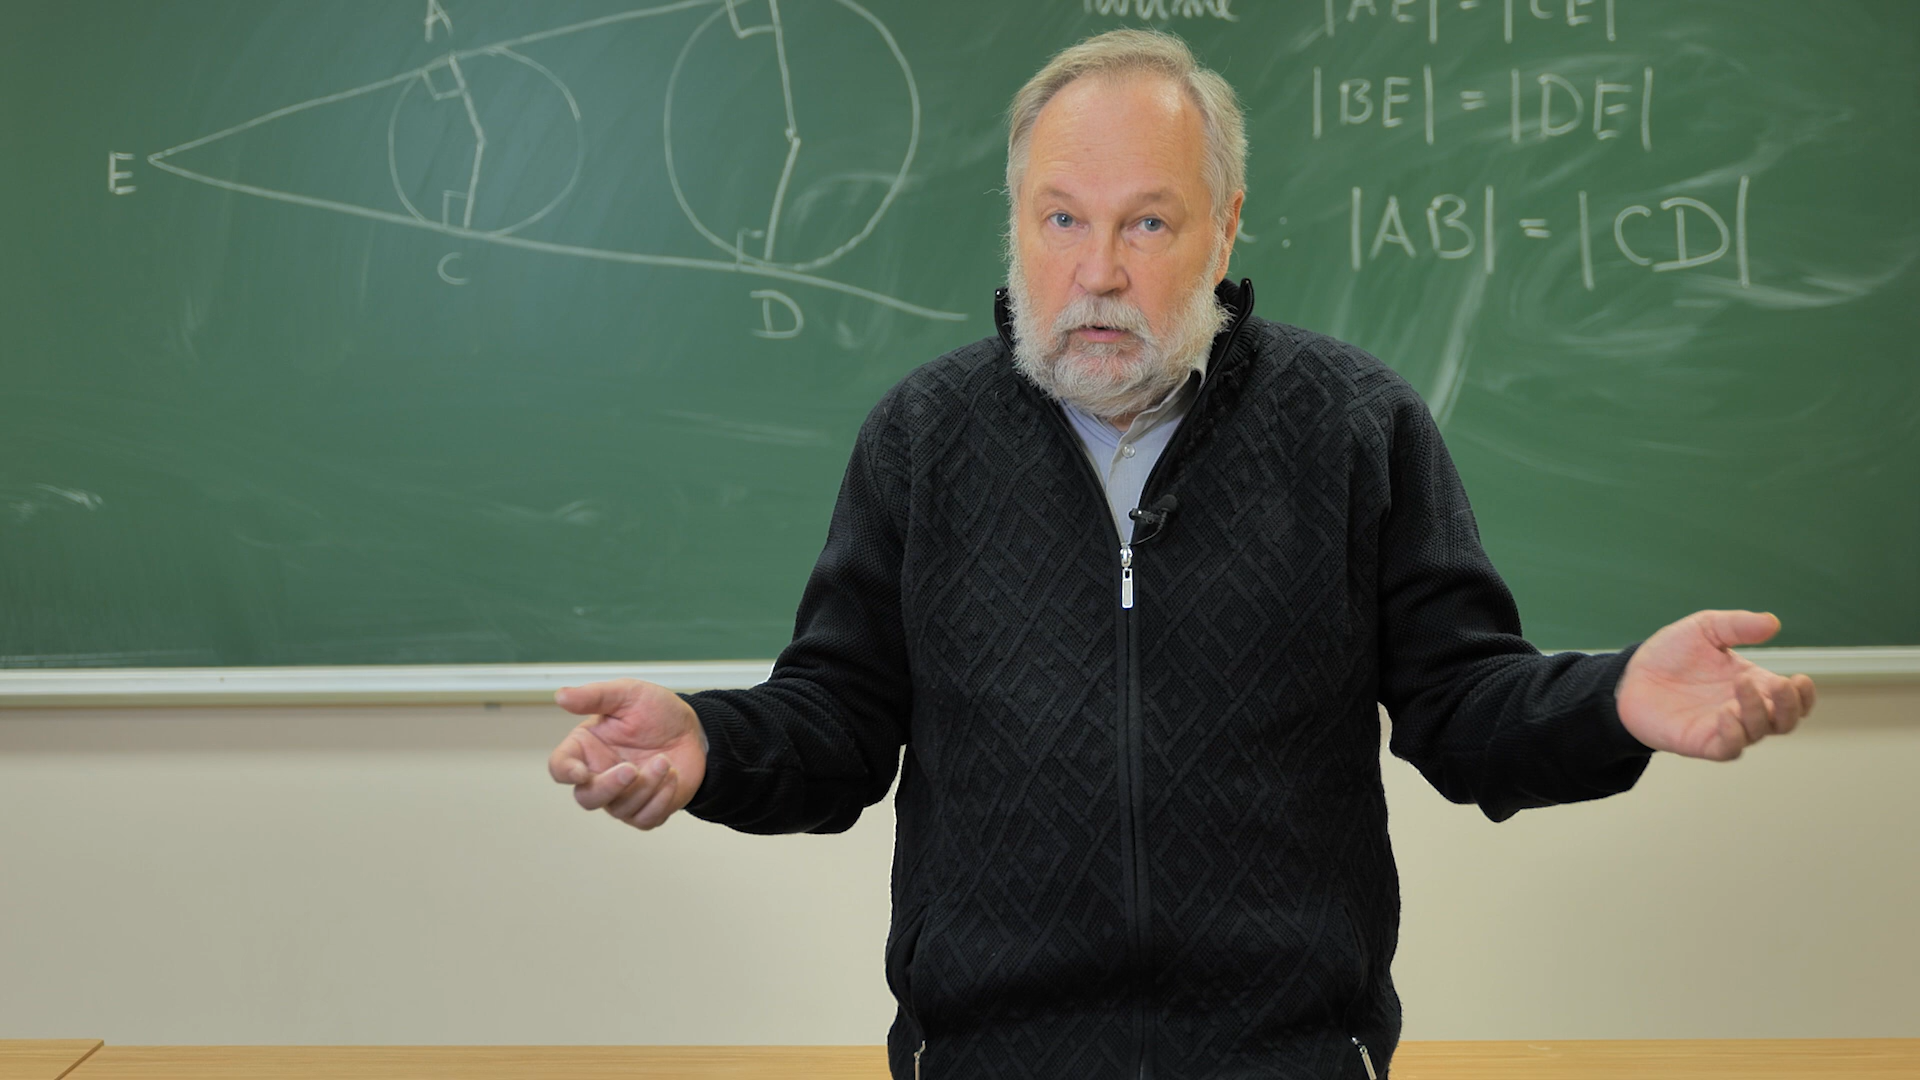 A
E
C
D
|AE| = |CE|
|BE| = |DE|
: |AB| = |CD|